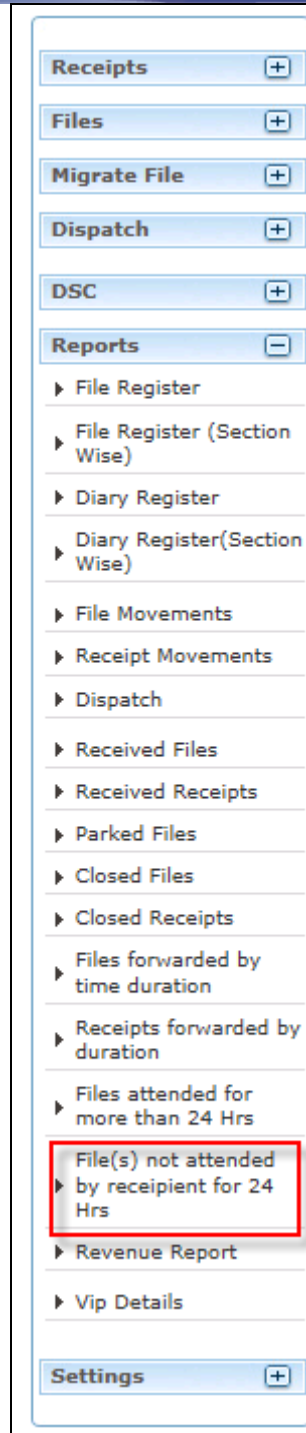 Receipts
Files
Migrate File
Dispatch
DSC
Reports
File Register
File Register (Section
Wise)
Diary Register
Diary Register(Section
Wise)
File Movements
Receipt Movements
Dispatch
Received Files
Received Receipts
Parked Files
Closed Files
Closed Receipts
Files forwarded by
time duration
Receipts forwarded by
duration
Files attended for
more than 24 Hrs
File(s) not attended
by receipient for 24
Hrs
Revenue Report
Vip Details
Settings